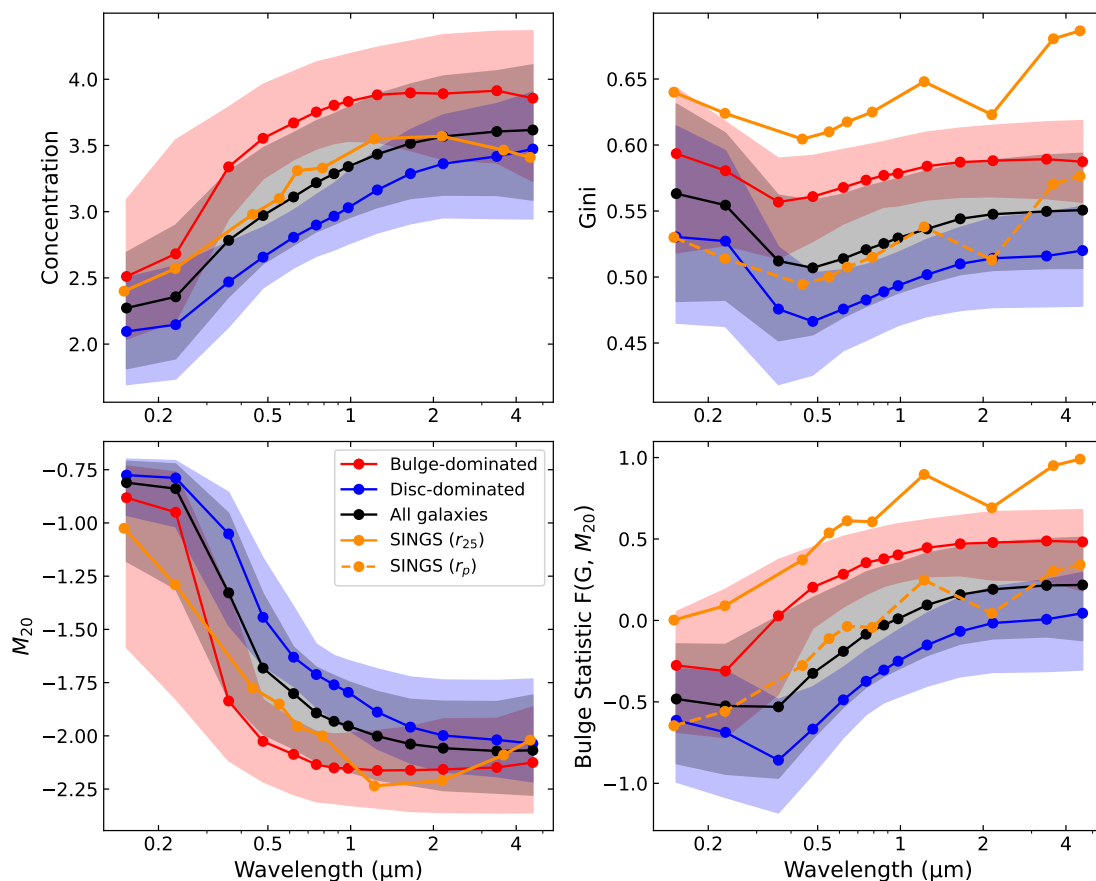 Concentration
4.0
3.5
3.0
2.5
2.0
0.2 0.5 1 2 4
Gini
0.65
0.60
0.55
0.50
0.45
0.2 0.5 1 2 4
M20
−0.75
−1.00
−1.25
−1.50
−1.75
−2.00
−2.25
Bulge-dominated
Disc-dominated
All galaxies
SINGS (r25)
SINGS (rp)
0.2 0.5 1 2 4
Wavelength (µm)
Bulge Statistic F(G, M20)
1.0
0.5
0.0
−0.5
−1.0
0.2 0.5 1 2 4
Wavelength (µm)